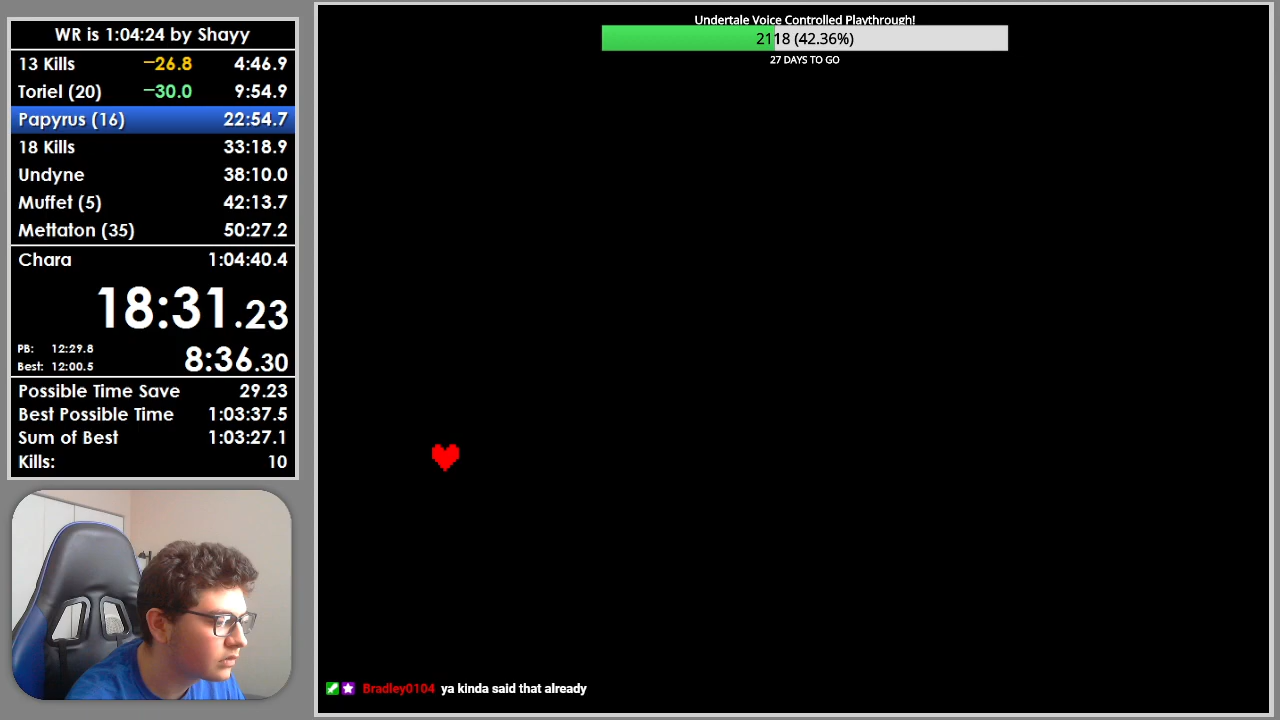 WR is 1:04:24 by Shayy
13 Kills −26.8 4:46.9
Toriel (20) −30.0 9:54.9
Papyrus (16) 22:54.7
18 Kills 33:18.9
Undyne 38:10.0
Muffet (5) 42:13.7
Mettaton (35) 50:27.2
Chara 1:04:40.4
18:31.23
PB: 12:29.8
Best: 12:00.5
8:36.30
Possible Time Save 29.23
Best Possible Time 1:03:37.5
Sum of Best 1:03:27.1
Kills: 10
Undertale Voice Controlled Playthrough!
2118 (42.36%)
27 DAYS TO GO
Bradley0104 ya kinda said that already